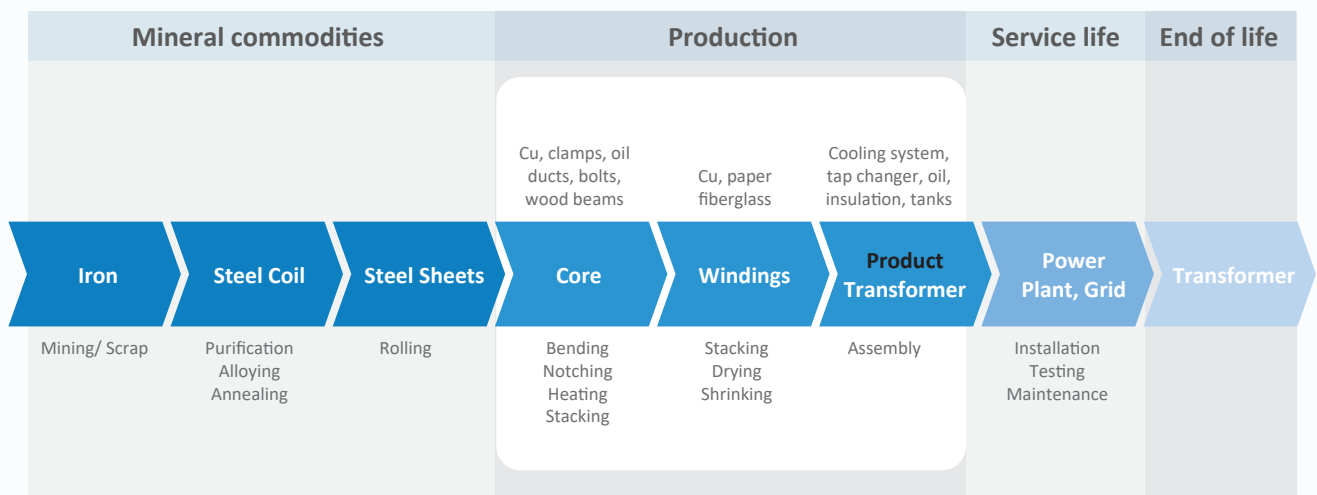 Mineral commodities
Production
Service life
End of life
Cu, clamps, oil
ducts, bolts,
wood beams
Cu, paper
fiberglass
Cooling system,
tap changer, oil,
insulation, tanks
Iron
Steel Coil
Steel Sheets
Core
Windings
Product
Transformer
Power
Plant, Grid
Transformer
Mining/ Scrap
Purification
Alloying
Annealing
Rolling
Bending
Notching
Heating
Stacking
Stacking
Drying
Shrinking
Assembly
Installation
Testing
Maintenance